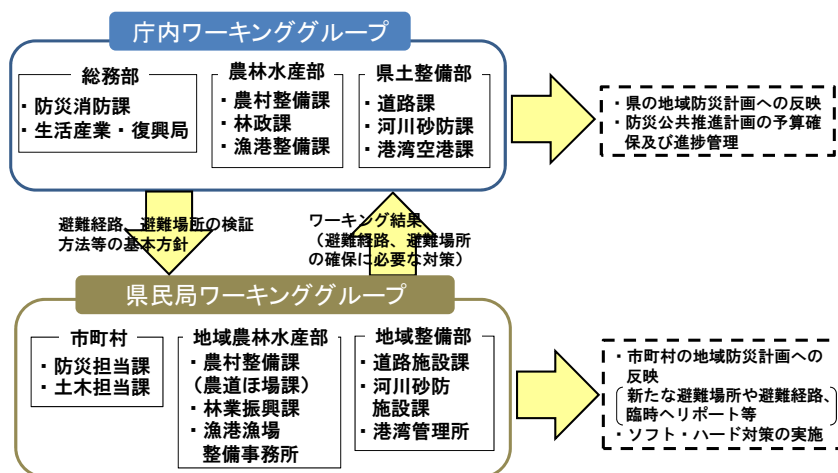 庁内ワーキンググループ
総務部
・防災消防課
・生活産業・復興局
農林水産部
・農村整備課
・林政課
・漁港整備課
県土整備部
・道路課
・河川砂防課
・港湾空港課
・県の地域防災計画への反映
・防災公共推進計画の予算確
保及び進捗管理
避難経路、避難場所の検証
方法等の基本方針
ワーキング結果
（避難経路、避難場所
の確保に必要な対策）
県民局ワーキンググループ
市町村
・防災担当課
・土木担当課
地域農林水産部
・農村整備課
（農道ほ場課）
・林業振興課
・漁港漁場
整備事務所
地域整備部
・道路施設課
・河川砂防
施設課
・港湾管理所
・市町村の地域防災計画への
反映
新たな避難場所や避難経路、
臨時ヘリポート等
・ソフト・ハード対策の実施